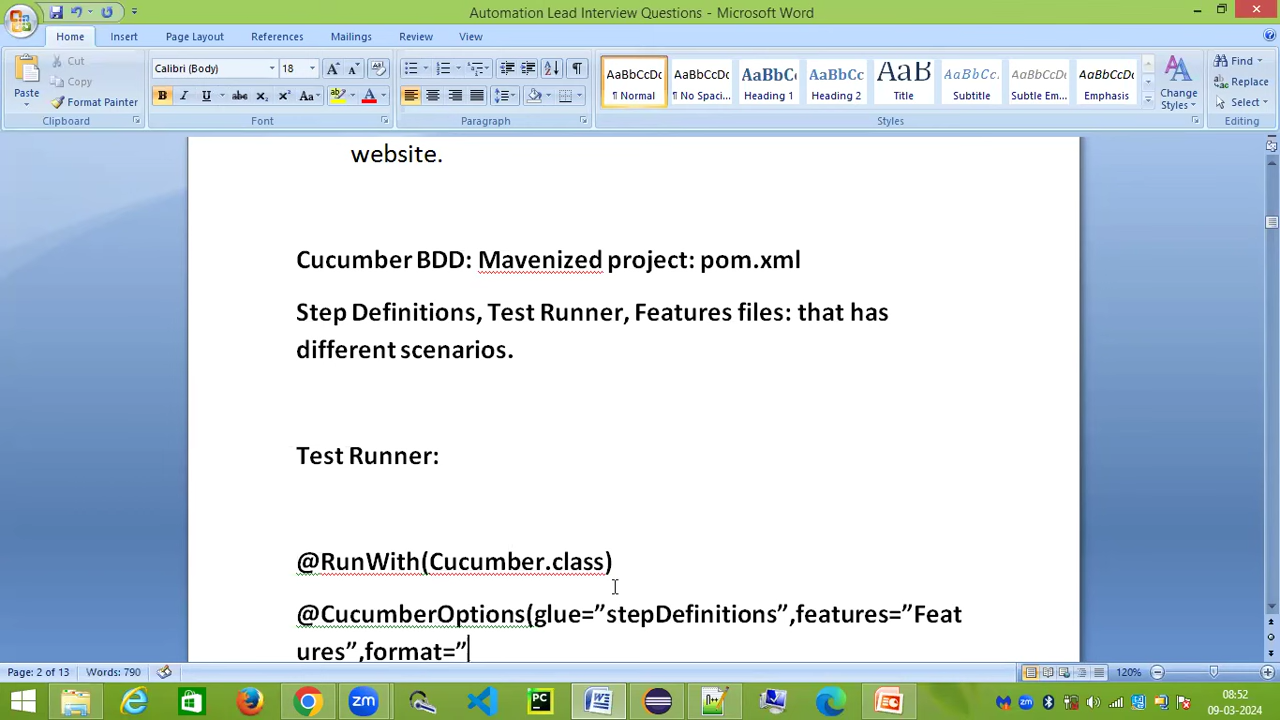 Automation Lead Interview Questions - Microsoft Word
Home Insert Page Layout References Mailings Review View
Paste
Cut
Copy
Format Painter
Clipboard
Calibri (Body) 18
Font
Paragraph
AaBbCcDc AaBbCcDc AaBbCc AaBbCc AaB AaBbCc. AaBbCcDc AaBbCcDc
¶ Normal ¶ No Spaci... Heading 1 Heading 2 Title Subtitle Subtle Em... Emphasis
Change Styles
Styles
Find
Replace
Select
Editing
website.
Cucumber BDD: Mavenized project: pom.xml
Step Definitions, Test Runner, Features files: that has
different scenarios.
Test Runner:
@RunWith(Cucumber.class)
@CucumberOptions(glue=”stepDefinitions”,features=”Feat
ures”,format=”
Page: 2 of 13 Words: 790 120%
08:52
09-03-2024